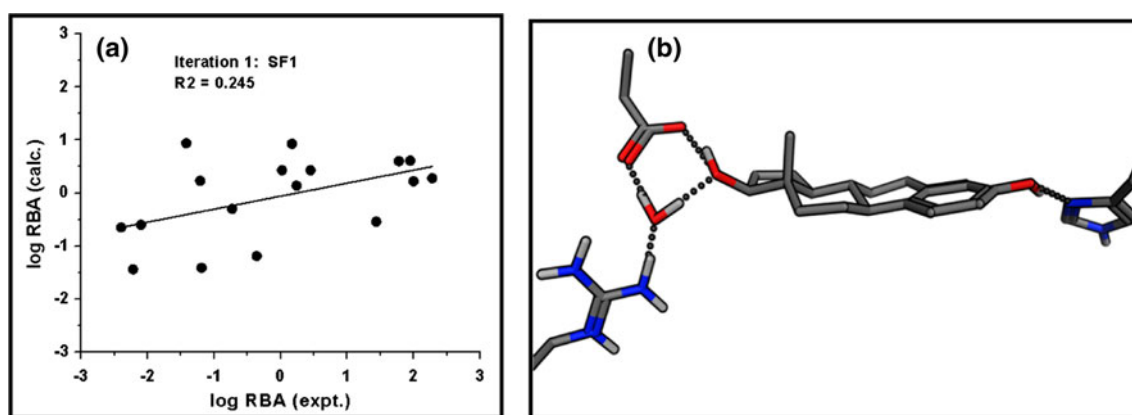 (a)
Iteration 1: SF1
R2 = 0.245
log RBA (calc.)
3
2
1
0
-1
-2
-3
-3 -2 -1 0 1 2 3
log RBA (expt.)
(b)